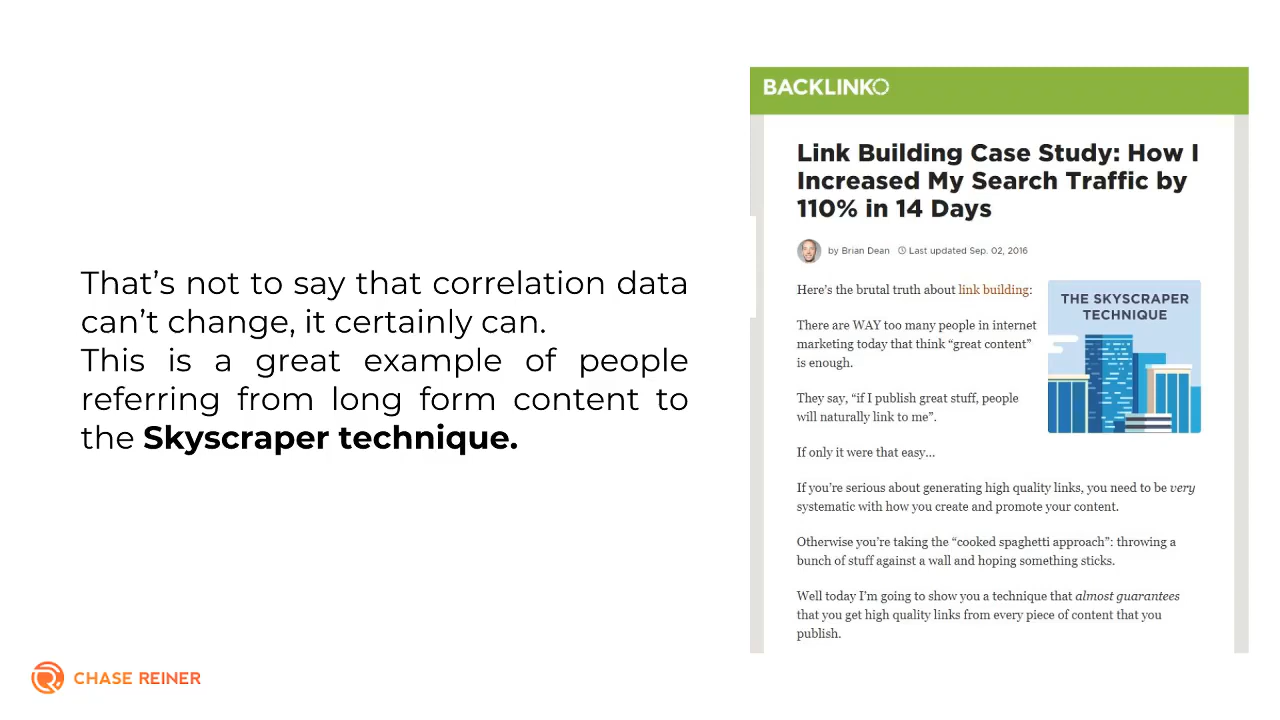 That's not to say that correlation data
can't change, it certainly can.
This is a great example of people
referring from long form content to
the Skyscraper technique.
CHASE REINER
BACKLINKO
Link Building Case Study: How I
Increased My Search Traffic by
110% in 14 Days
by Brian Dean Last updated Sep. 02, 2016
Here's the brutal truth about link building:
There are WAY too many people in internet
marketing today that think “great content”
is enough.
They say, “if I publish great stuff, people
will naturally link to me”.
If only it were that easy…
THE SKYSCRAPER
TECHNIQUE
If you're serious about generating high quality links, you need to be very
systematic with how you create and promote your content.
Otherwise you're taking the “cooked spaghetti approach”: throwing a
bunch of stuff against a wall and hoping something sticks.
Well today I'm going to show you a technique that almost guarantees
that you get high quality links from every piece of content that you
publish.